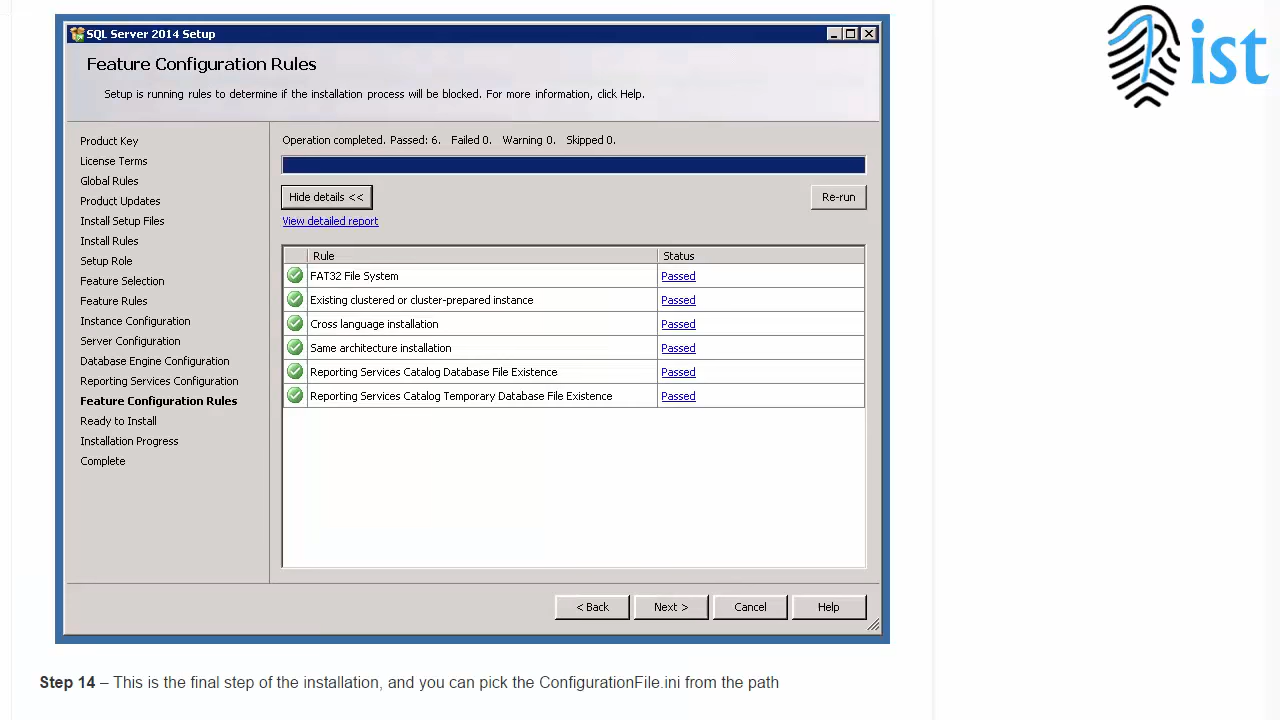 SQL Server 2014 Setup
ist
Feature Configuration Rules
Setup is running rules to determine if the installation process will be blocked. For more information, click Help.
Product Key
License Terms
Global Rules
Product Updates
Install Setup Files
Install Rules
Setup Role
Feature Selection
Feature Rules
Instance Configuration
Server Configuration
Database Engine Configuration
Reporting Services Configuration
Feature Configuration Rules
Ready to Install
Installation Progress
Complete
Operation completed. Passed: 6. Failed 0. Warning 0. Skipped 0.
Hide details << Re-run
View detailed report
Rule Status
FAT32 File System Passed
Existing clustered or cluster-prepared instance Passed
Cross language installation Passed
Same architecture installation Passed
Reporting Services Catalog Database File Existence Passed
Reporting Services Catalog Temporary Database File Existence Passed
< Back Next > Cancel Help
Step 14 – This is the final step of the installation, and you can pick the ConfigurationFile.ini from the path